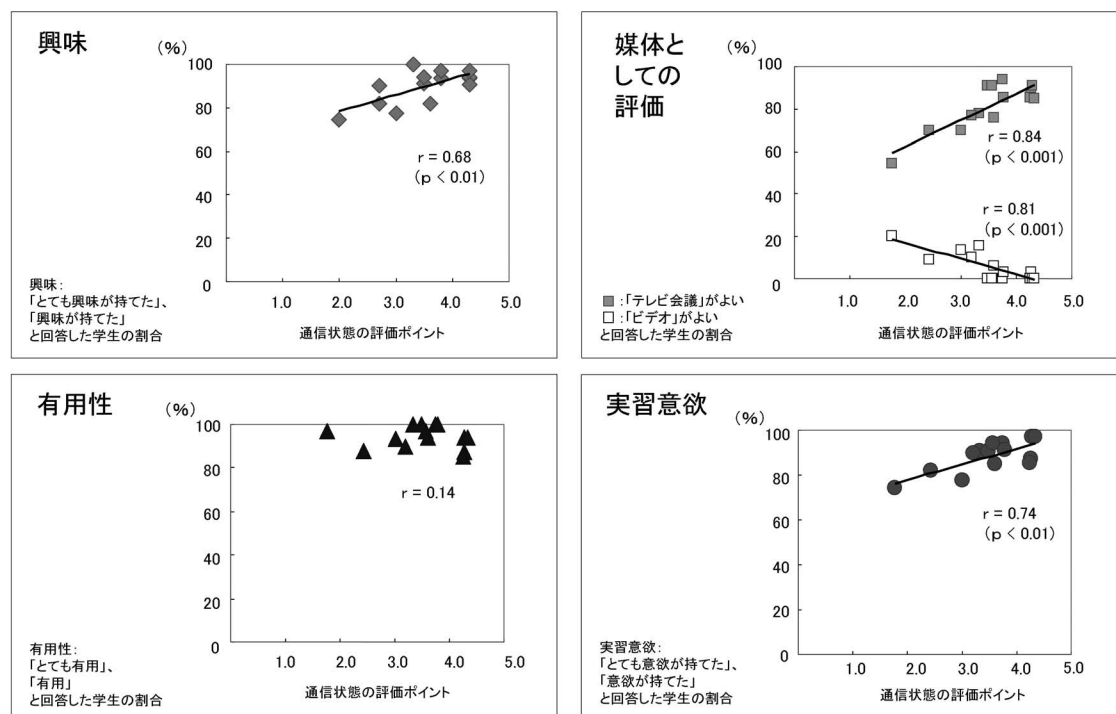 興味
（%）
100
80
60
40
20
0
r = 0.68
（p < 0.01）
1.0 2.0 3.0 4.0 5.0
通信状態の評価ポイント
興味：
「とても興味が持てた」、
「興味が持てた」
と回答した学生の割合
媒体と
しての
評価
（%）
100
80
60
40
20
0
r = 0.84
（p < 0.001）
r = 0.81
（p < 0.001）
1.0 2.0 3.0 4.0 5.0
通信状態の評価ポイント
：「テレビ会議」がよい
：「ビデオ」がよい
と回答した学生の割合
有用性
（%）
100
80
60
40
20
0
r = 0.14
1.0 2.0 3.0 4.0 5.0
通信状態の評価ポイント
有用性：
「とても有用」、
「有用」
と回答した学生の割合
実習意欲
（%）
100
80
60
40
20
0
r = 0.74
（p < 0.01）
1.0 2.0 3.0 4.0 5.0
通信状態の評価ポイント
実習意欲：
「とても意欲が持てた」、
「意欲が持てた」
と回答した学生の割合